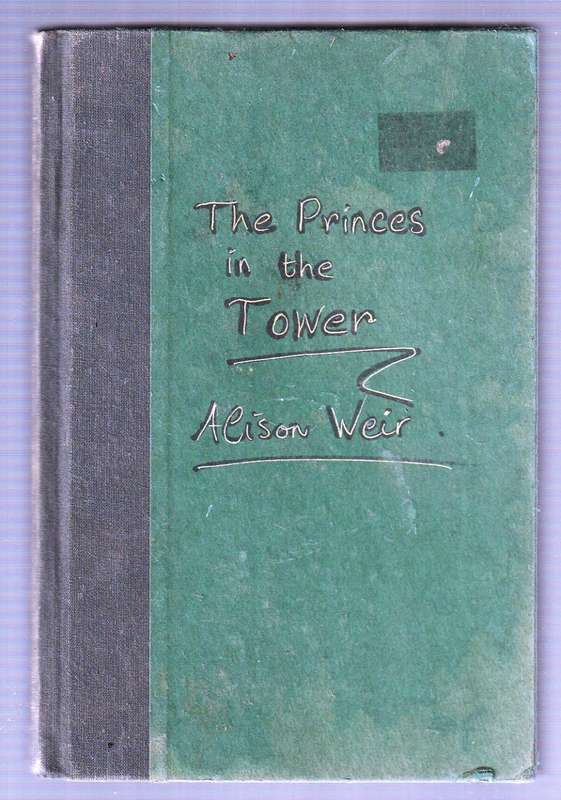 The Princes
in the
Tower
Alison Weir.